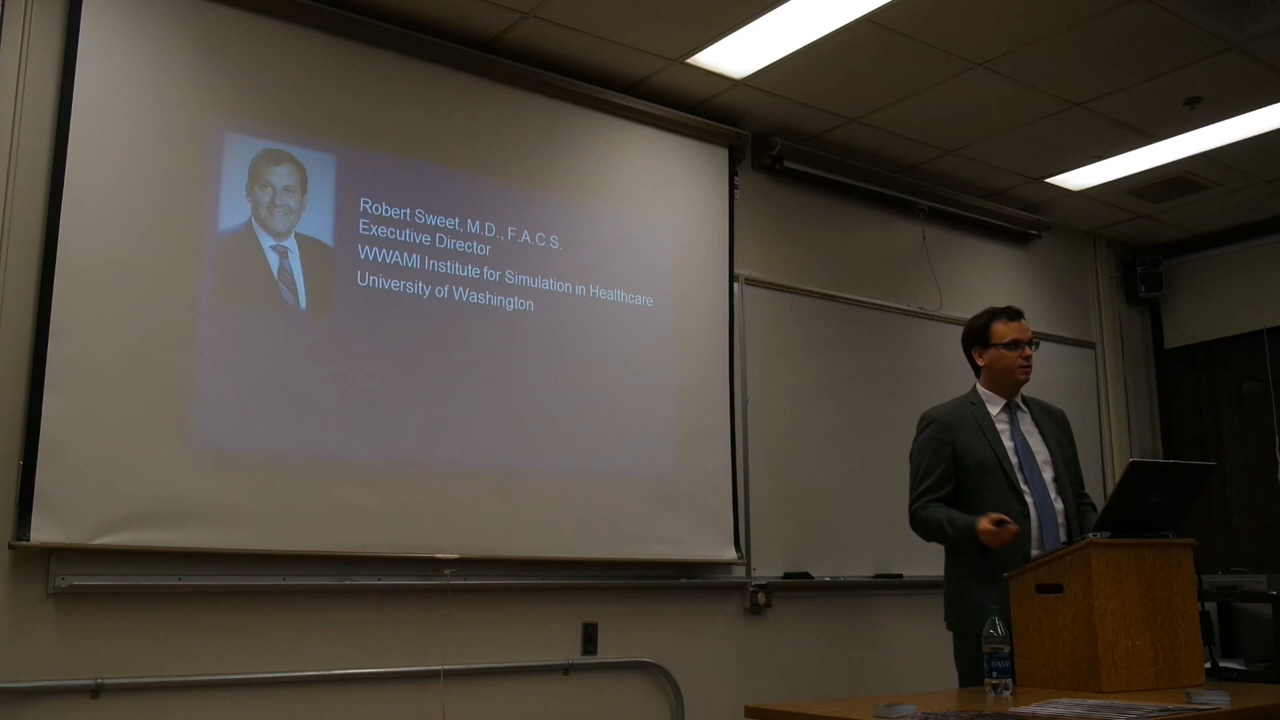 Robert Sweet, M.D., F.A.C.S.
Executive Director
WWAMI Institute for Simulation in Healthcare
University of Washington